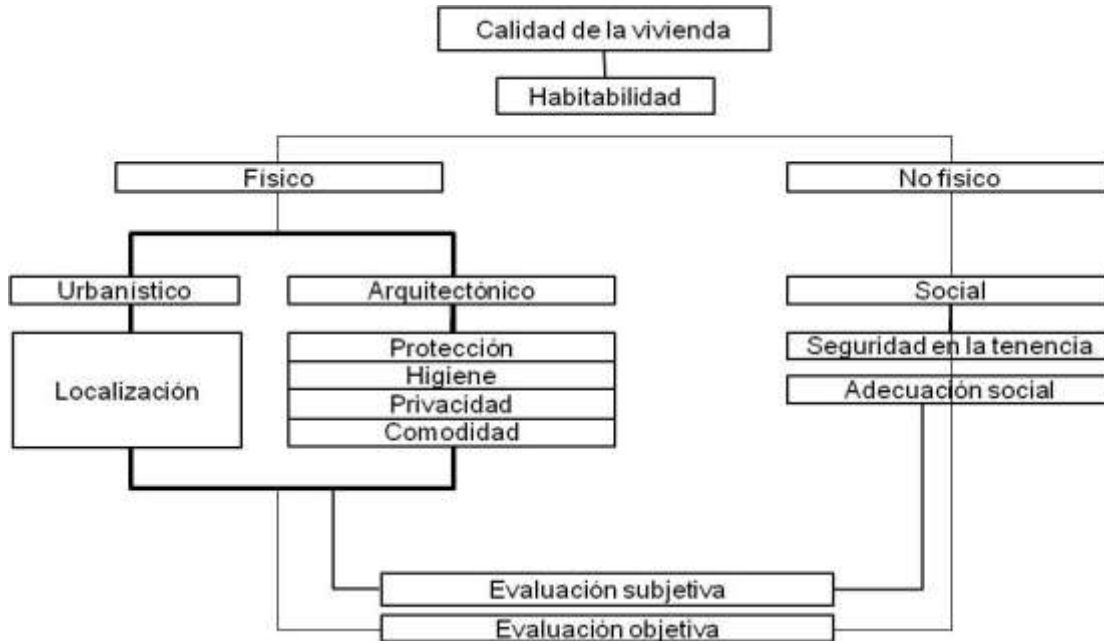 Calidad de la vivienda
Habitabilidad
Físico
No fisico
Urbanístico
Arquitectónico
Social
Localización
Protección
Higiene
Privacidad
Comodidad
Seguridad en la tenencia
Adecuación social
Evaluación subjetiva
Evaluación objetiva